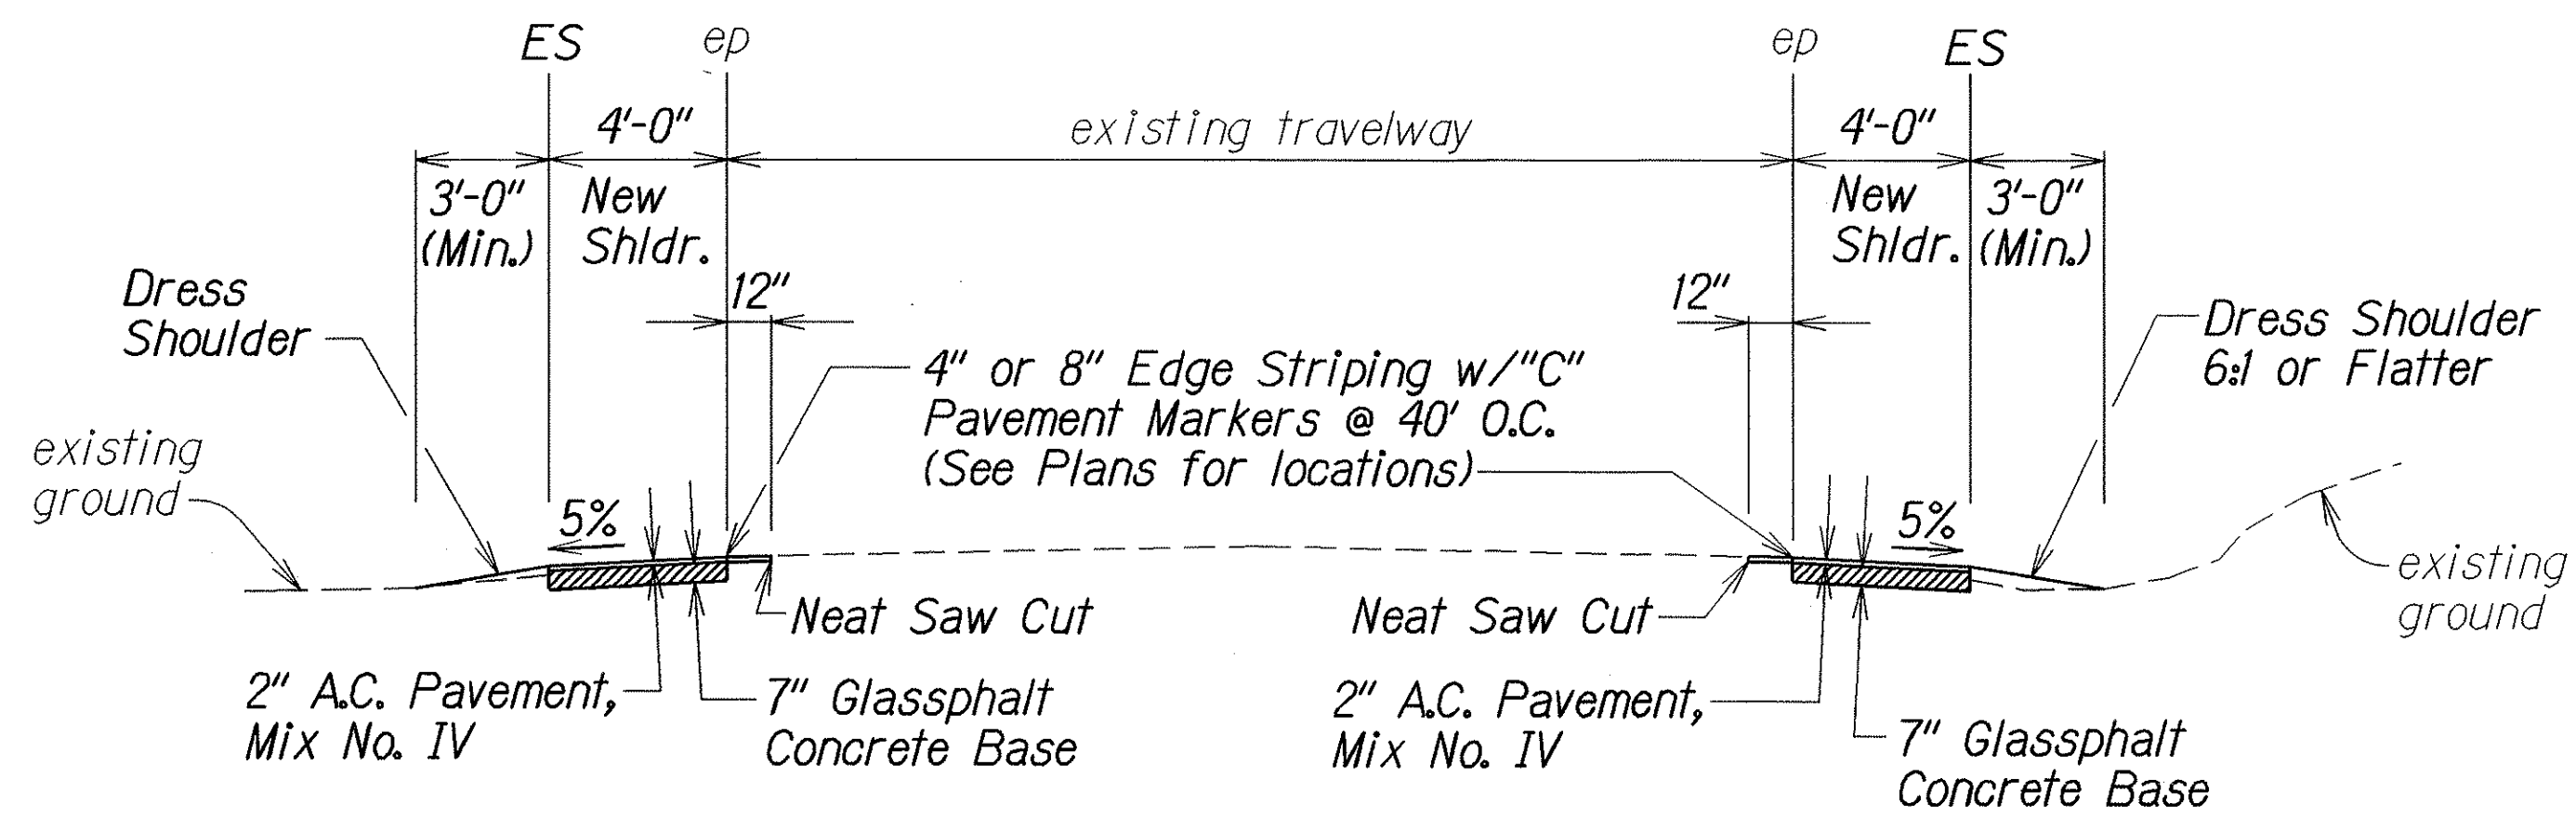 ES
ep
ep
ES
4'-0"
existing travelway
4'-0"
3'-0"
(Min.)
New
Shldr.
New
Shldr.
3'-0"
(Min.)
12"
12"
Dress
Shoulder
4" or 8" Edge Striping w/"C"
Pavement Markers @ 40' O.C.
(See Plans for locations)
Dress Shoulder
6:1 or Flatter
existing
ground
5%
5%
existing
ground
Neat Saw Cut
Neat Saw Cut
2" A.C. Pavement,
Mix No. IV
7" Glassphalt
Concrete Base
2" A.C. Pavement,
Mix No. IV
7" Glassphalt
Concrete Base